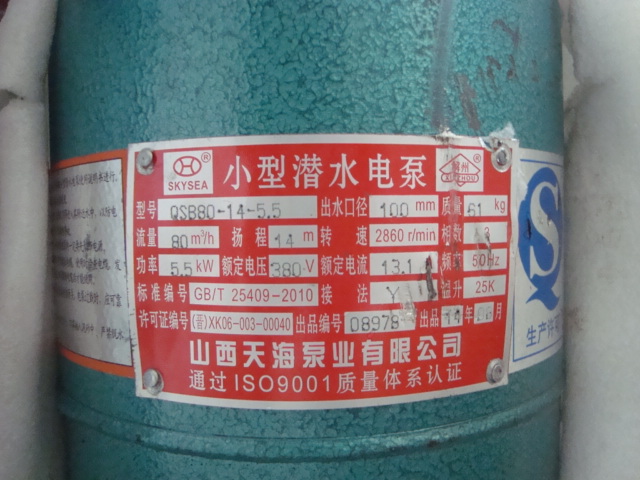 SKYSEA
小型潜水电泵
型号 QSB80-14-5.5 出水口径 100 mm 质量 61 kg
流量 80 m³/h 扬程 14 m 转速 2860 r/min 相数 3
功率 5.5 kW 额定电压 380 V 额定电流 13.1 频率 50Hz
标准编号 GB/T 25409-2010 接法 Y 温升 25K
许可证编号 (晋)XK06-003-00040 出品编号 D8979 出品 14年 月
山西天海泵业有限公司
通过ISO9001质量体系认证
生产许可